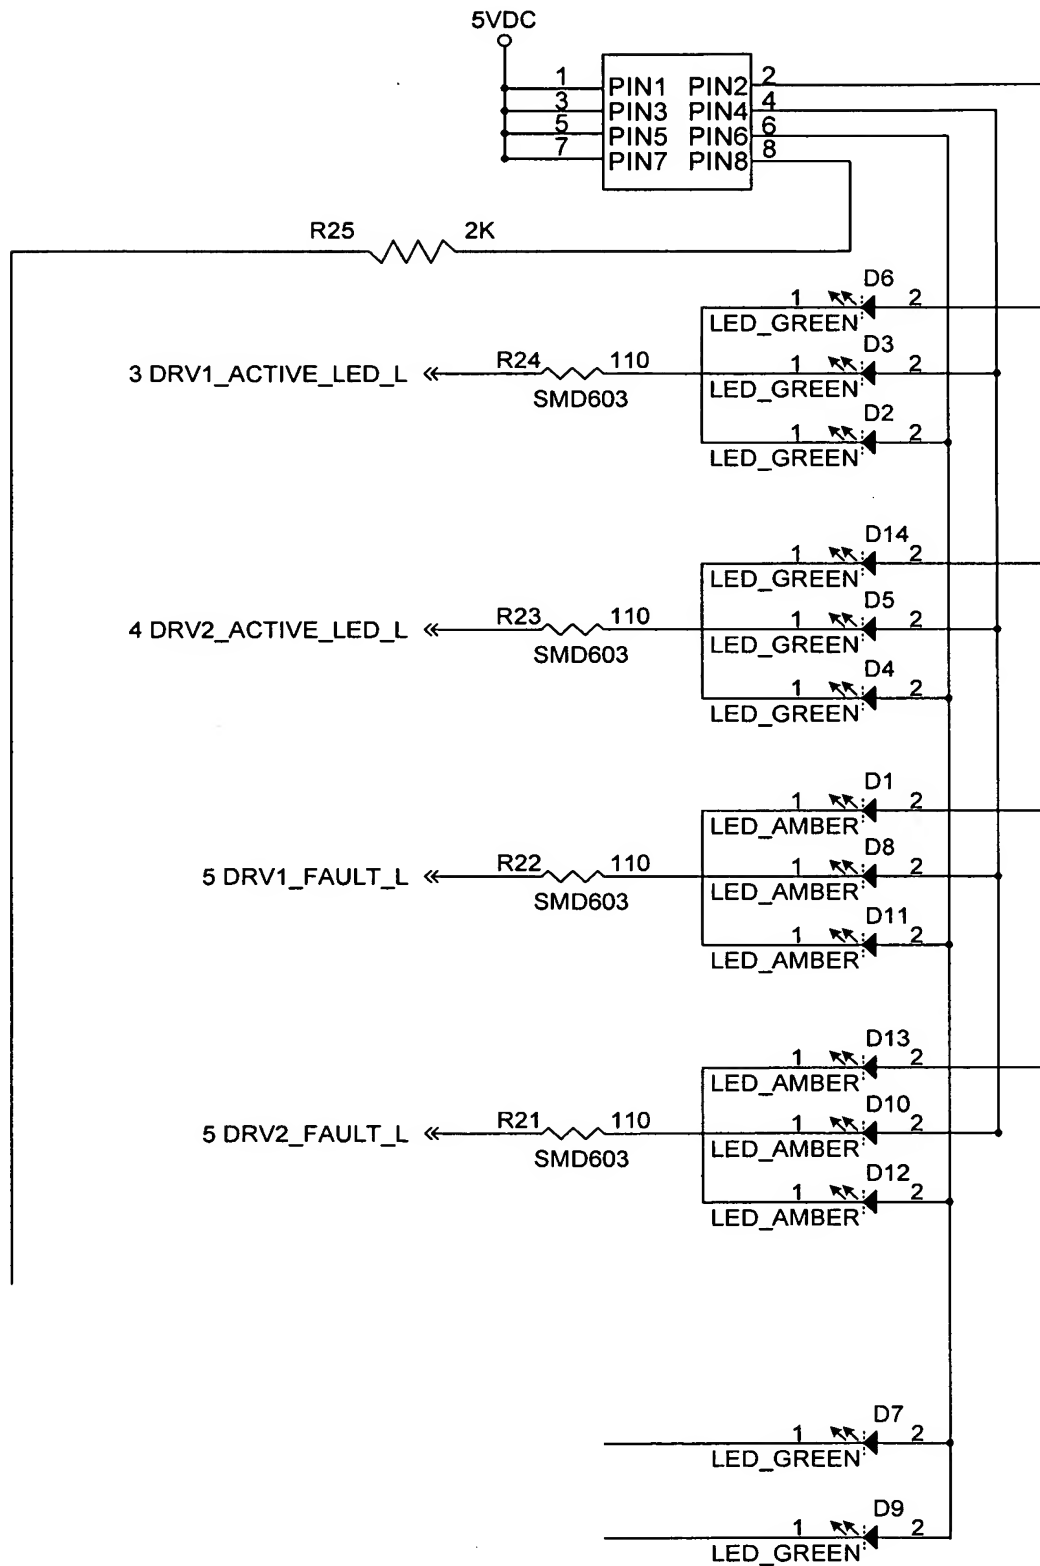 5VDC
1 PIN1 PIN2 2
3 PIN3 PIN4 4
5 PIN5 PIN6 6
7 PIN7 PIN8 8
R25 2K
D6
1 2
LED_GREEN
3 DRV1_ACTIVE_LED_L R24 110 D3
1 2
SMD603 LED_GREEN
D2
1 2
LED_GREEN
D14
1 2
LED_GREEN
4 DRV2_ACTIVE_LED_L R23 110 D5
1 2
SMD603 LED_GREEN
D4
1 2
LED_GREEN
D1
1 2
LED_AMBER
5 DRV1_FAULT_L R22 110 D8
1 2
SMD603 LED_AMBER
D11
1 2
LED_AMBER
D13
1 2
LED_AMBER
5 DRV2_FAULT_L R21 110 D10
1 2
SMD603 LED_AMBER
D12
1 2
LED_AMBER
D7
1 2
LED_GREEN
D9
1 2
LED_GREEN